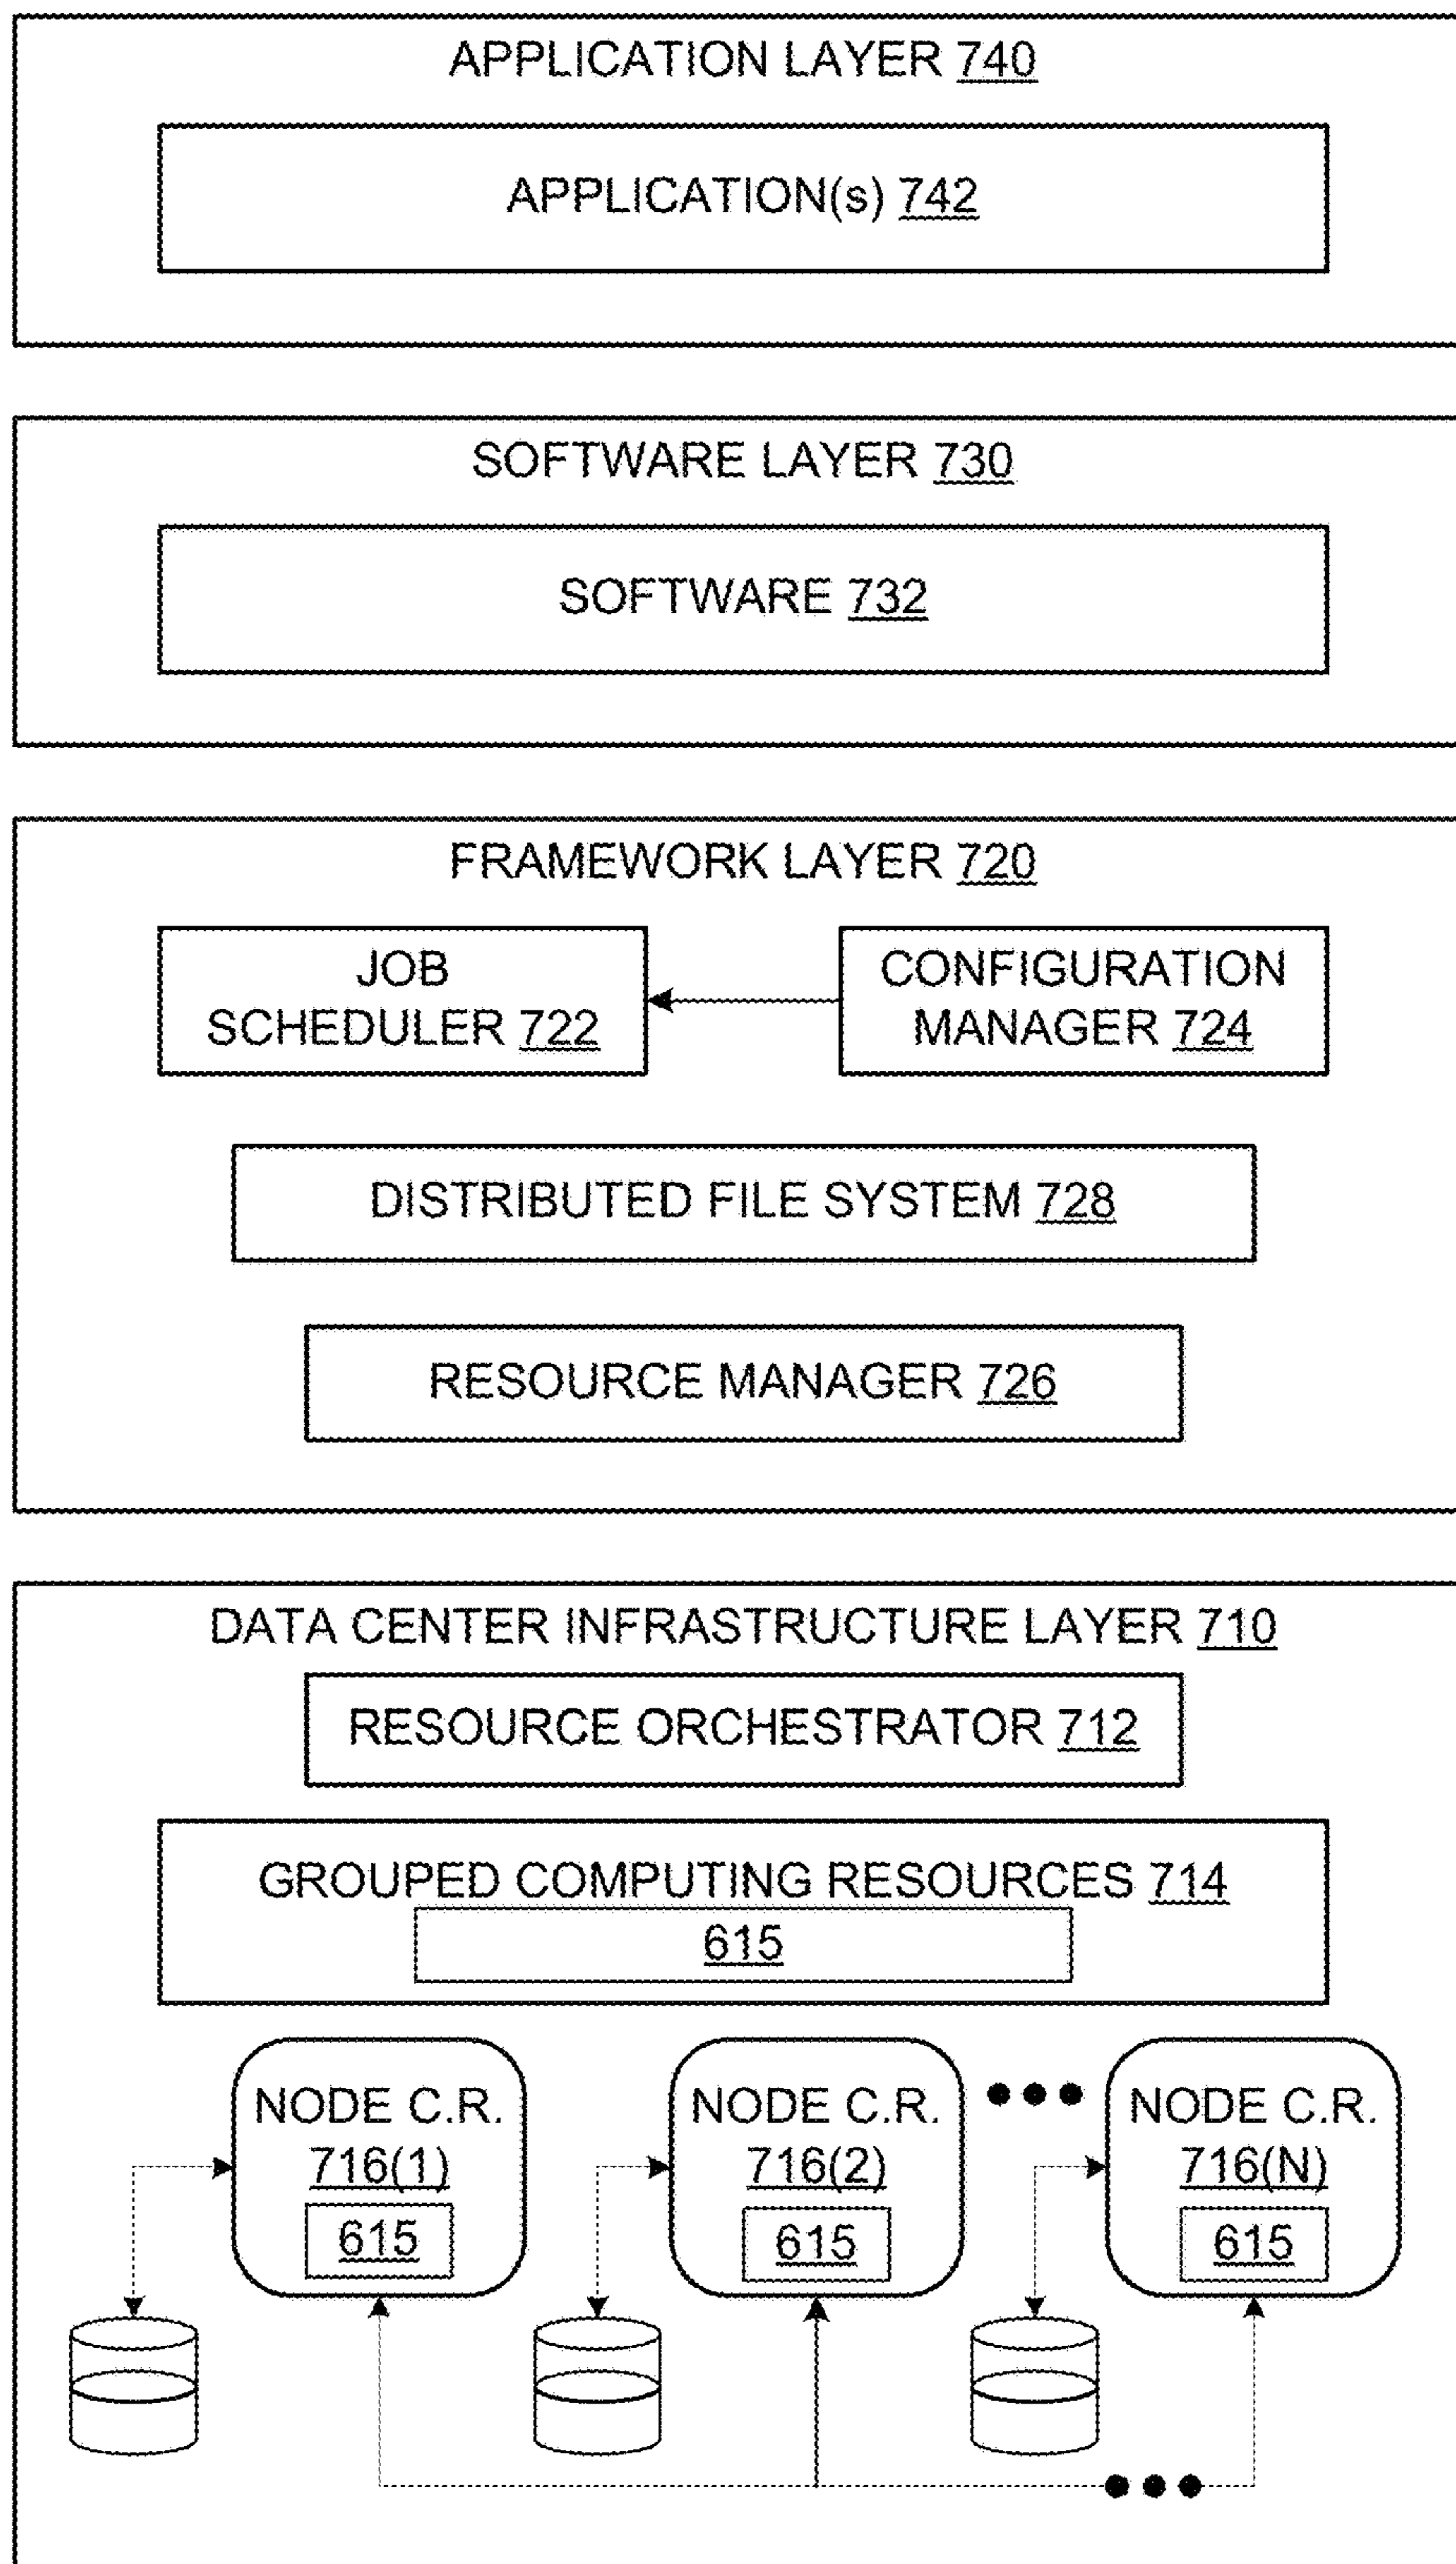 APPLICATION LAYER 740
APPLICATION(s) 742
SOFTWARE LAYER 730
SOFTWARE 732
FRAMEWORK LAYER 720
JOB
SCHEDULER 722
CONFIGURATION
MANAGER 724
DISTRIBUTED FILE SYSTEM 728
RESOURCE MANAGER 726
DATA CENTER INFRASTRUCTURE LAYER 710
RESOURCE ORCHESTRATOR 712
GROUPED COMPUTING RESOURCES 714
615
NODE C.R.
716(1)
615
NODE C.R.
716(2)
615
NODE C.R.
716(N)
615